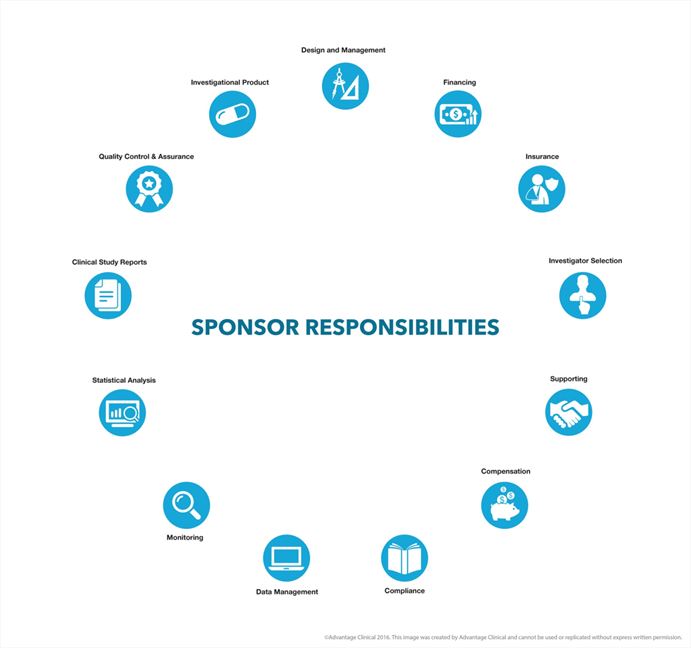 Design and Management
Investigational Product
Financing
Quality Control & Assurance
Insurance
Clinical Study Reports
Investigator Selection
SPONSOR RESPONSIBILITIES
Statistical Analysis
Supporting
Compensation
Monitoring
Data Management
Compliance
©Advantage Clinical 2016. This image was created by Advantage Clinical and cannot be used or replicated without express written permission.